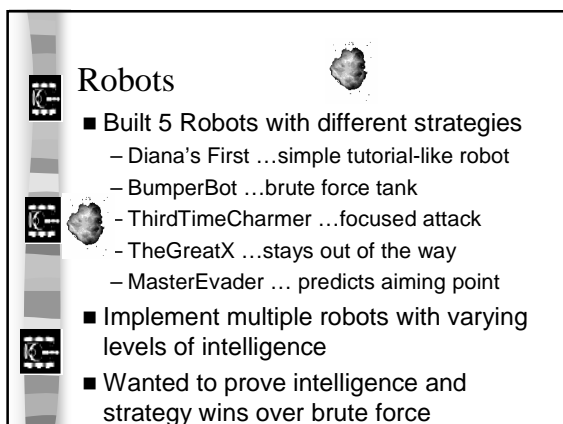 Robots
■ Built 5 Robots with different strategies
– Diana's First …simple tutorial-like robot
– BumperBot …brute force tank
- ThirdTimeCharmer …focused attack
– TheGreatX …stays out of the way
– MasterEvader … predicts aiming point
■ Implement multiple robots with varying
levels of intelligence
■ Wanted to prove intelligence and
strategy wins over brute force